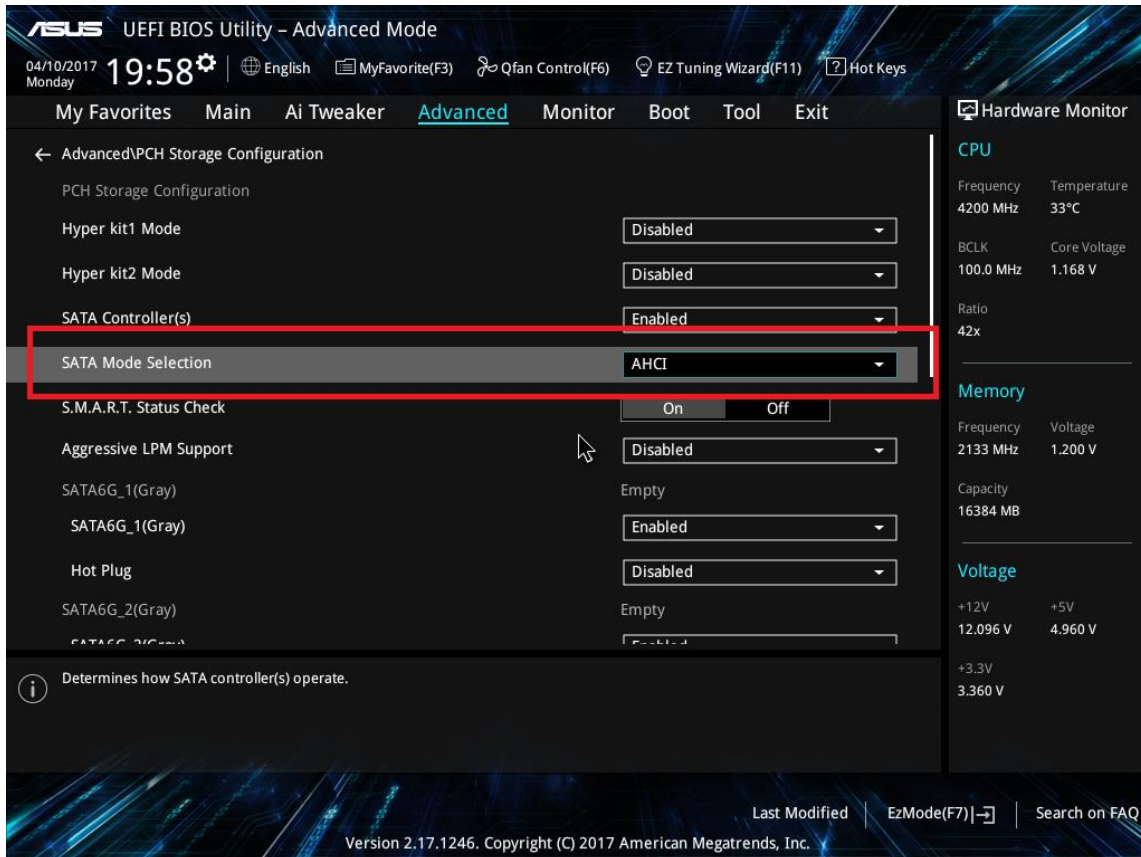 ASUS UEFI BIOS Utility – Advanced Mode
04/10/2017 Monday 19:58 English MyFavorite(F3) Qfan Control(F6) EZ Tuning Wizard(F11) ? Hot Keys
My Favorites Main Ai Tweaker Advanced Monitor Boot Tool Exit
Advanced\PCH Storage Configuration
PCH Storage Configuration
Hyper kit1 Mode Disabled
Hyper kit2 Mode Disabled
SATA Controller(s) Enabled
SATA Mode Selection AHCI
S.M.A.R.T. Status Check On Off
Aggressive LPM Support Disabled
SATA6G_1(Gray) Empty
SATA6G_1(Gray) Enabled
Hot Plug Disabled
SATA6G_2(Gray) Empty
SATA6G_2(Gray) Enabled
Determines how SATA controller(s) operate.
Hardware Monitor
CPU
Frequency Temperature
4200 MHz 33°C
BCLK Core Voltage
100.0 MHz 1.168 V
Ratio
42x
Memory
Frequency Voltage
2133 MHz 1.200 V
Capacity
16384 MB
Voltage
+12V +5V
12.096 V 4.960 V
+3.3V
3.360 V
Last Modified EzMode(F7) Search on FAQ
Version 2.17.1246. Copyright (C) 2017 American Megatrends, Inc.